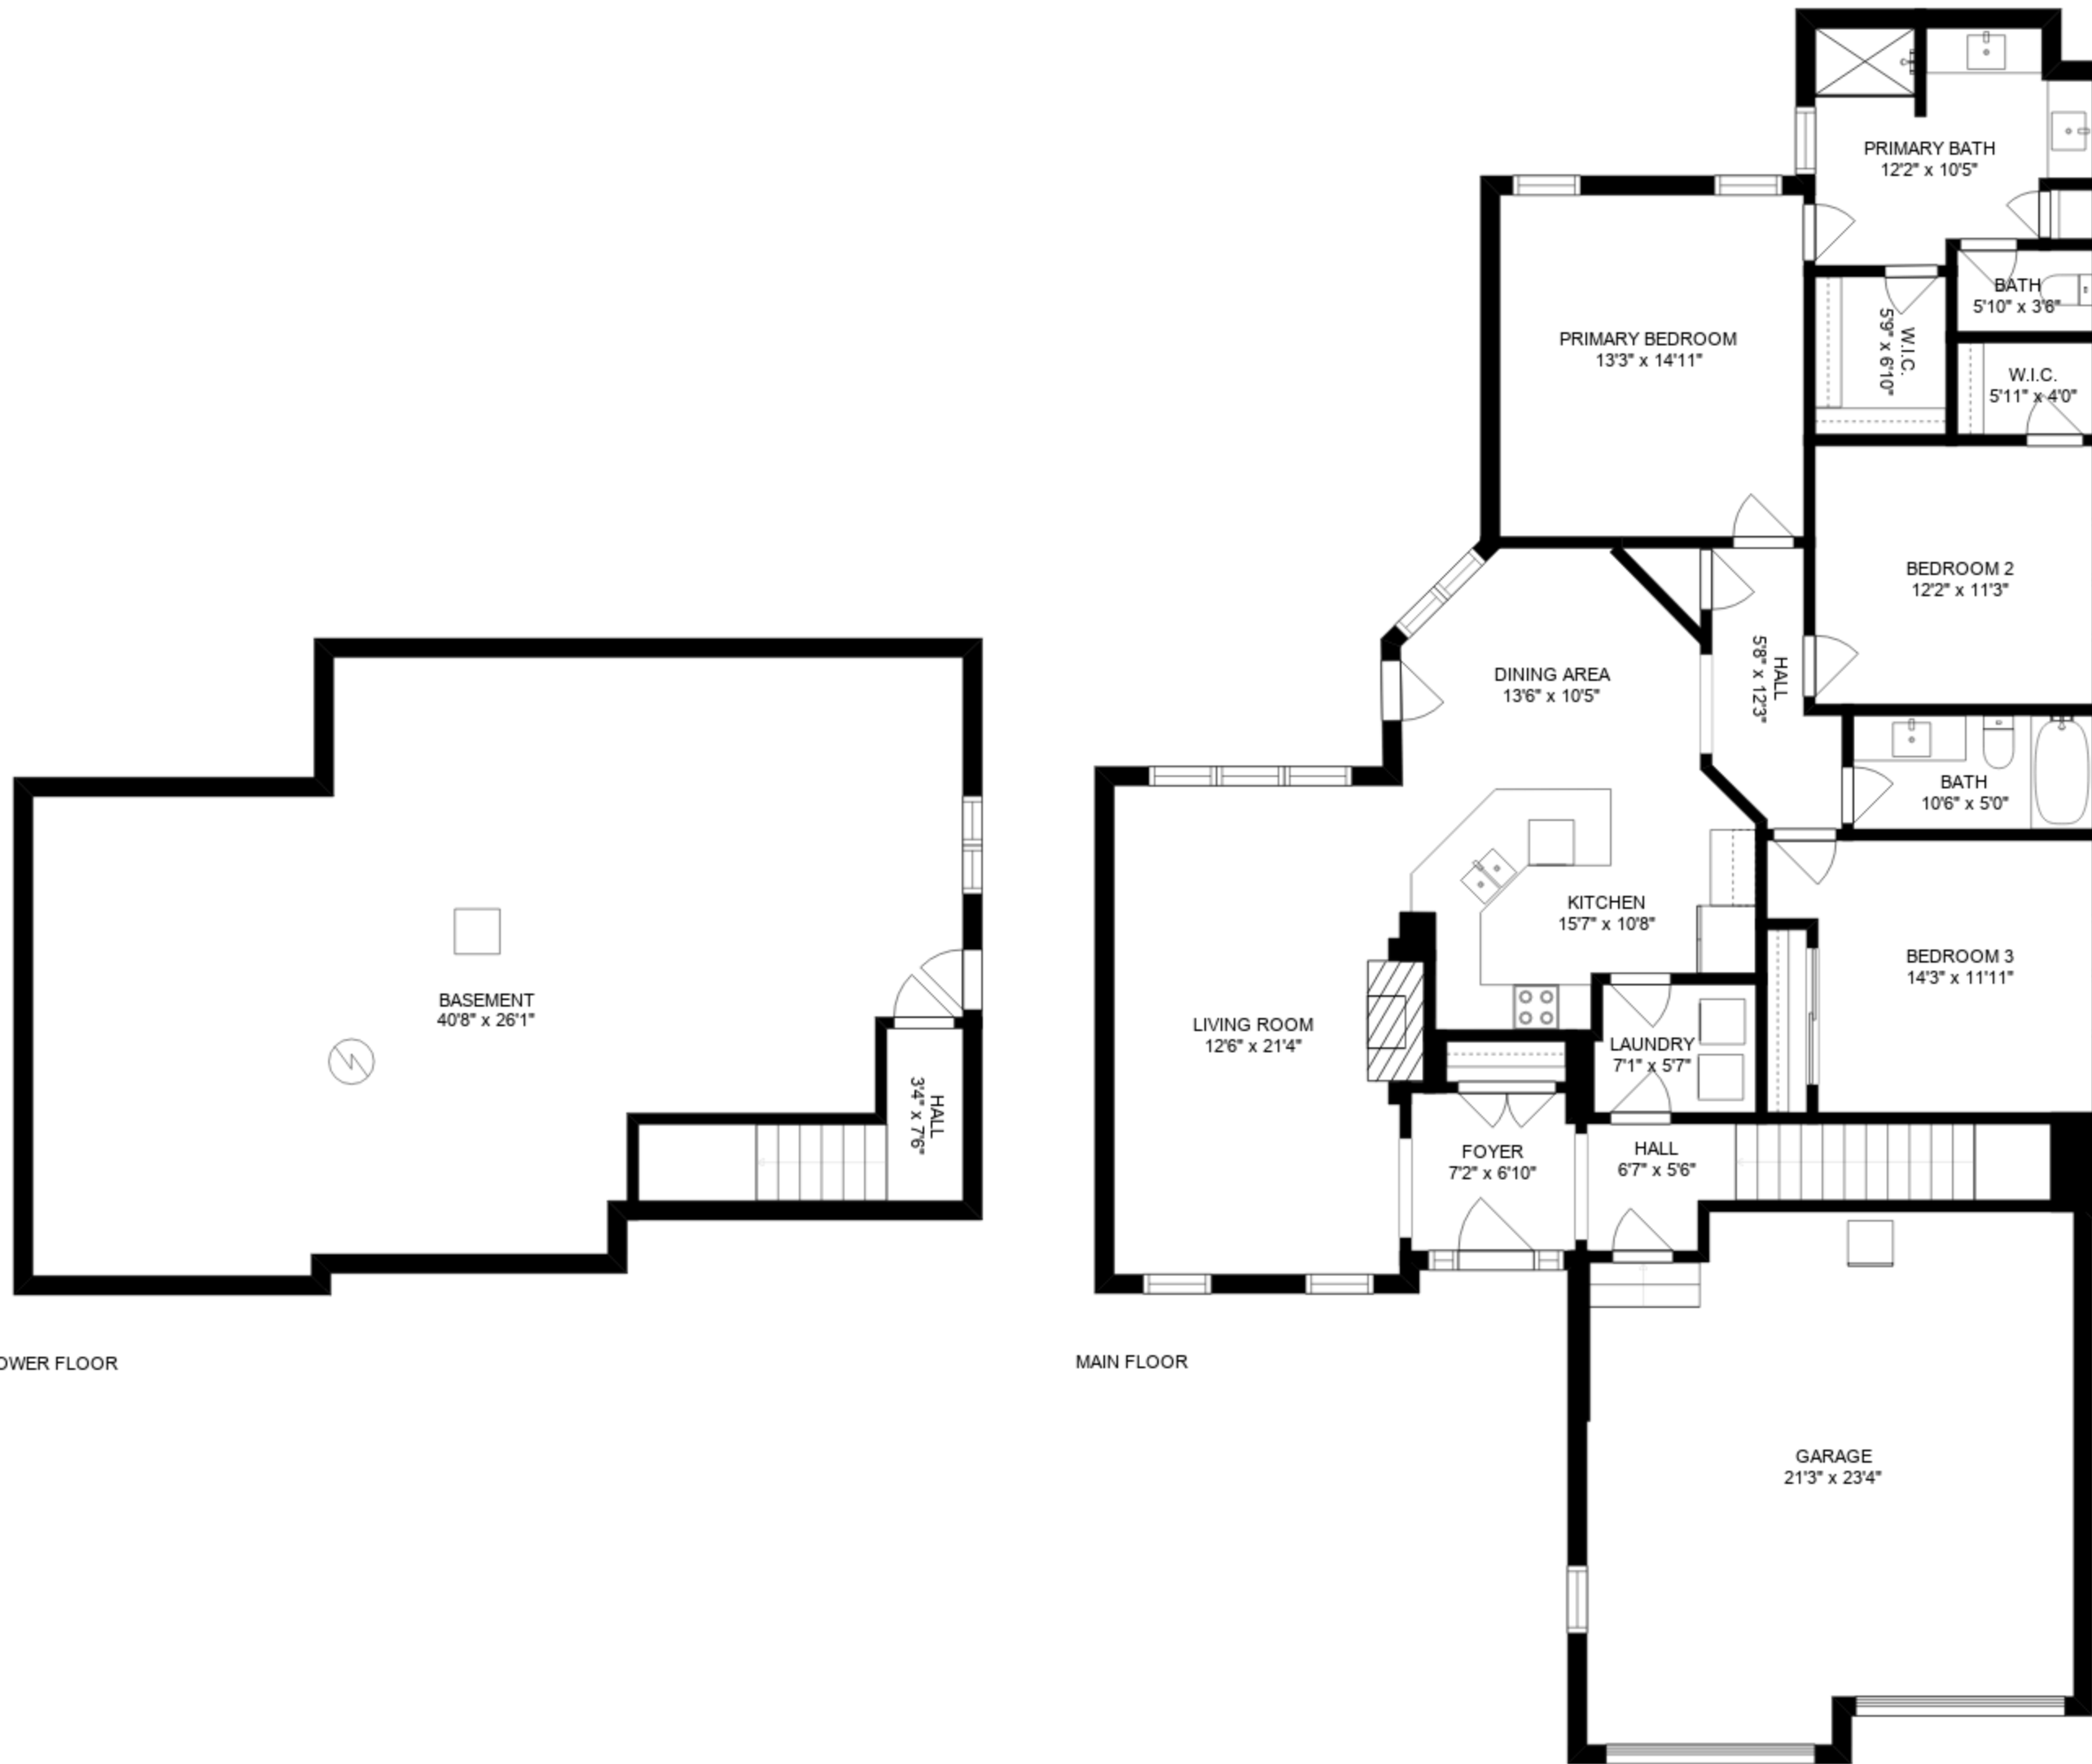 PRIMARY BATH
12'2" x 10'5"
BATH
5'10" x 3'6"
PRIMARY BEDROOM
13'3" x 14'11"
W.I.C.
5'9" x 6'10"
W.I.C.
5'11" x 4'0"
BEDROOM 2
12'2" x 11'3"
DINING AREA
13'6" x 10'5"
HALL
5'8" x 12'3"
BATH
10'6" x 5'0"
KITCHEN
15'7" x 10'8"
BEDROOM 3
14'3" x 11'11"
BASEMENT
40'8" x 26'1"
LIVING ROOM
12'6" x 21'4"
LAUNDRY
7'1" x 5'7"
HALL
3'4" x 7'6"
FOYER
7'2" x 6'10"
HALL
6'7" x 5'6"
OWER FLOOR
MAIN FLOOR
GARAGE
21'3" x 23'4"